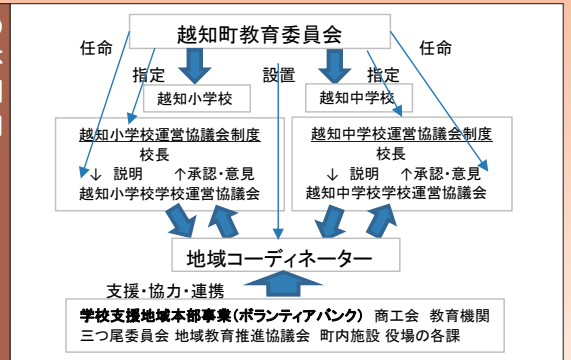 越知町教育委員会
任命 任命
指定 設置 指定
越知小学校 越知中学校
越知小学校運営協議会制度
校長
↓ 説明 ↑承認・意見
越知小学校学校運営協議会
越知中学校運営協議会制度
校長
↓ 説明 ↑承認・意見
越知中学校学校運営協議会
地域コーディネーター
支援・協力・連携
学校支援地域本部事業(ボランティアバンク) 商工会 教育機関
三つ尾委員会 地域教育推進協議会 町内施設 役場の各課